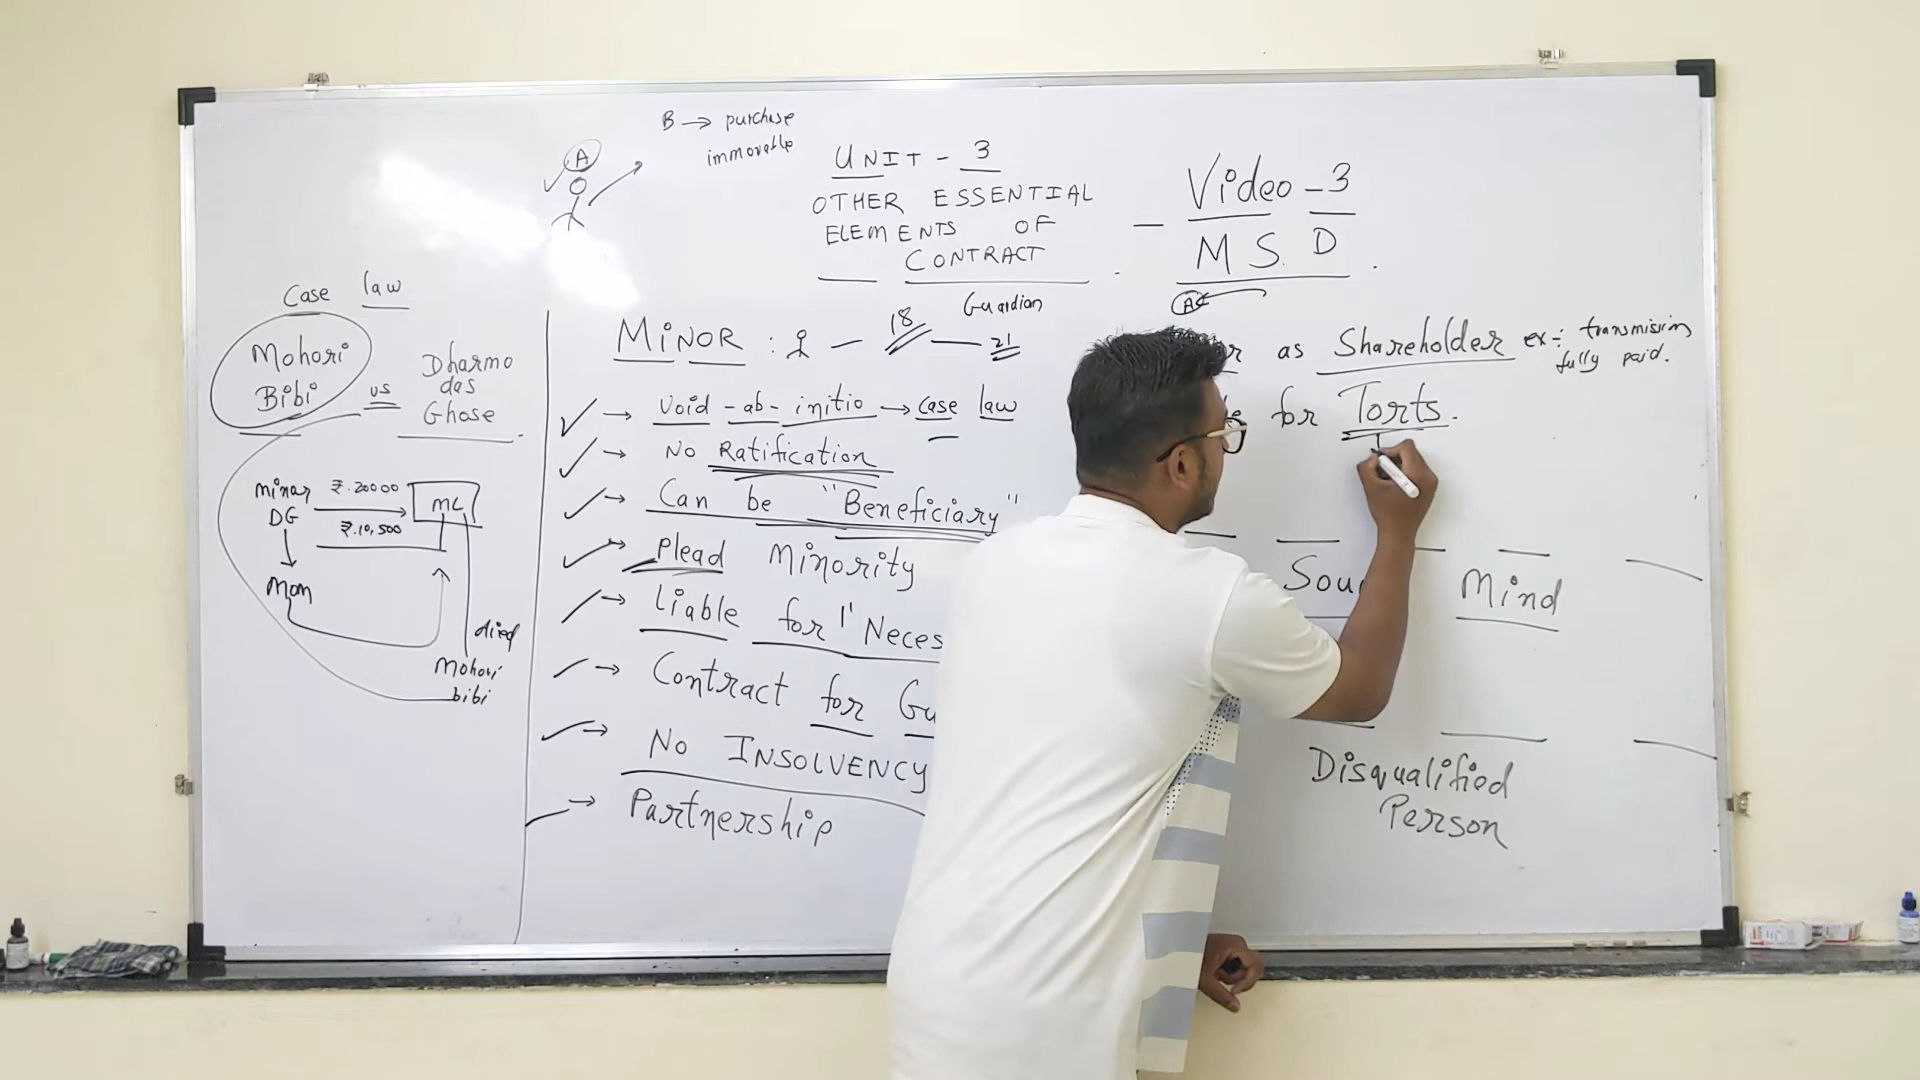 B → purchase
immovable
A
UNIT - 3
OTHER ESSENTIAL
ELEMENTS OF
CONTRACT
Video - 3
M S. D
Case law
Mohori
Bibi
vs
Dharmo
das
Ghose
minor
DG
₹.20000
₹.10,500
ML
Mom
died
Mohori
bibi
MINOR : — 18 — 21
Guardian
→ Void - ab - initio → case law
→ No Ratification
→ Can be "Beneficiary"
→ Plead Minority
→ Liable for "Neces
→ Contract for Gu
→ No INSOLVENCY
→ Partnership
as Shareholder ex÷ transmission
fully paid.
for Torts.
Mind
Disqualified
Person